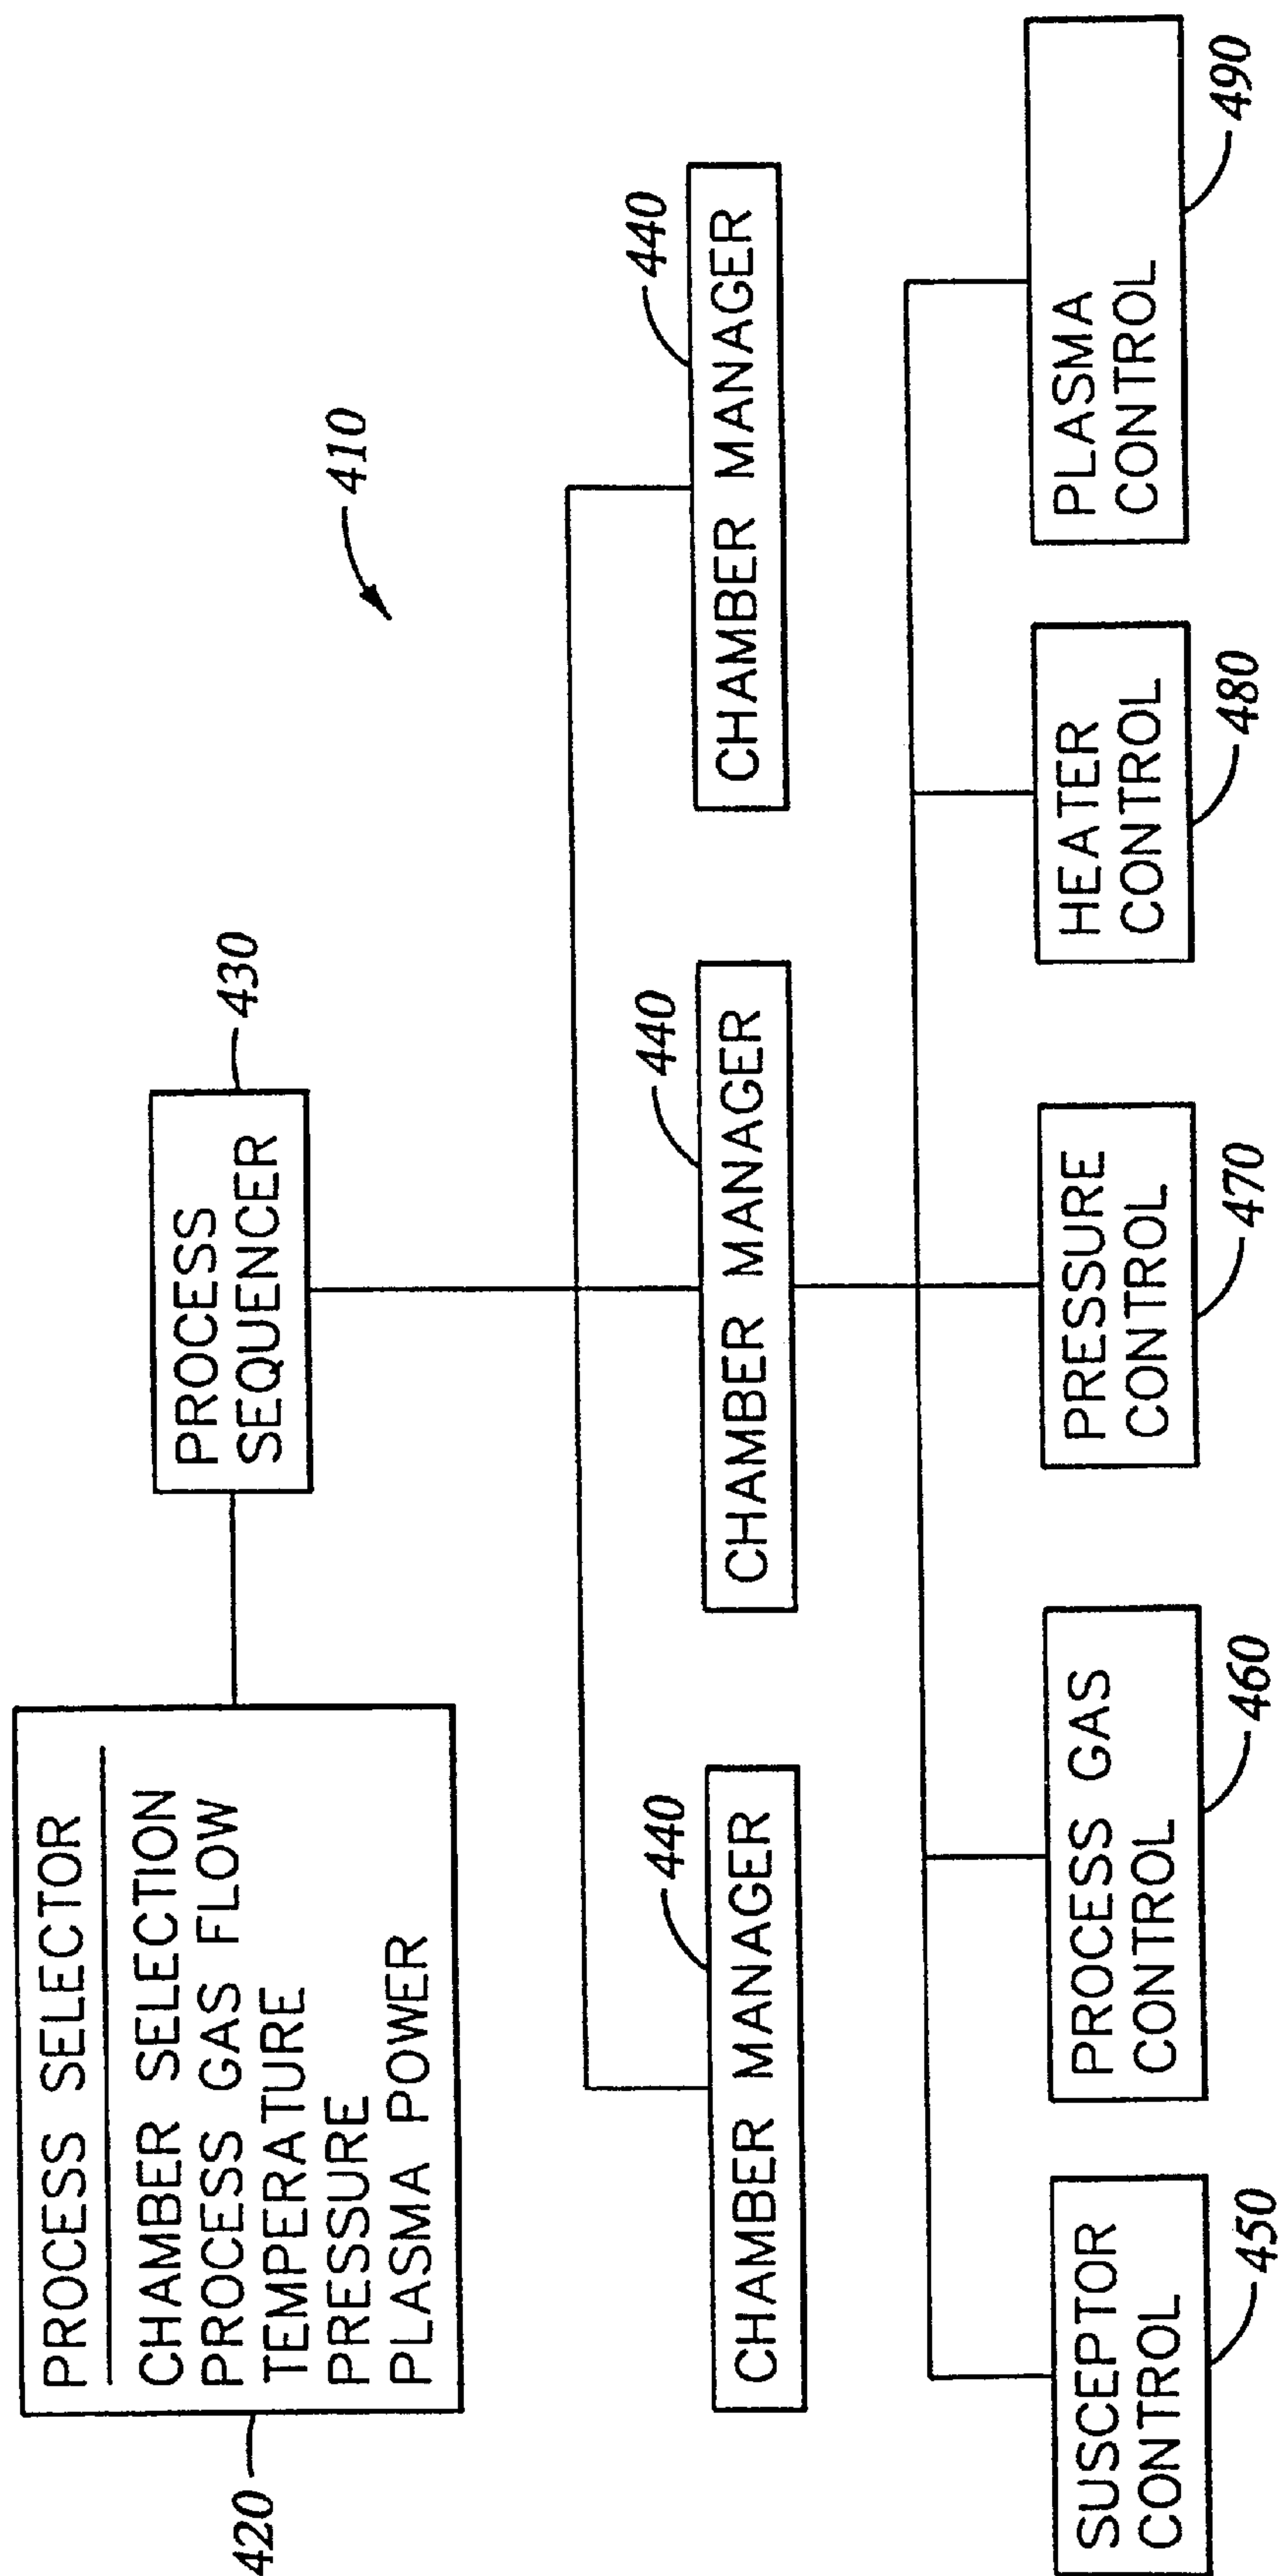 PROCESS SELECTOR
CHAMBER SELECTION
PROCESS GAS FLOW
TEMPERATURE
PRESSURE
PLASMA POWER
420
PROCESS
SEQUENCER
430
410
CHAMBER MANAGER
440
CHAMBER MANAGER
440
CHAMBER MANAGER
440
SUSCEPTOR
CONTROL
450
PROCESS GAS
CONTROL
460
PRESSURE
CONTROL
470
HEATER
CONTROL
480
PLASMA
CONTROL
490